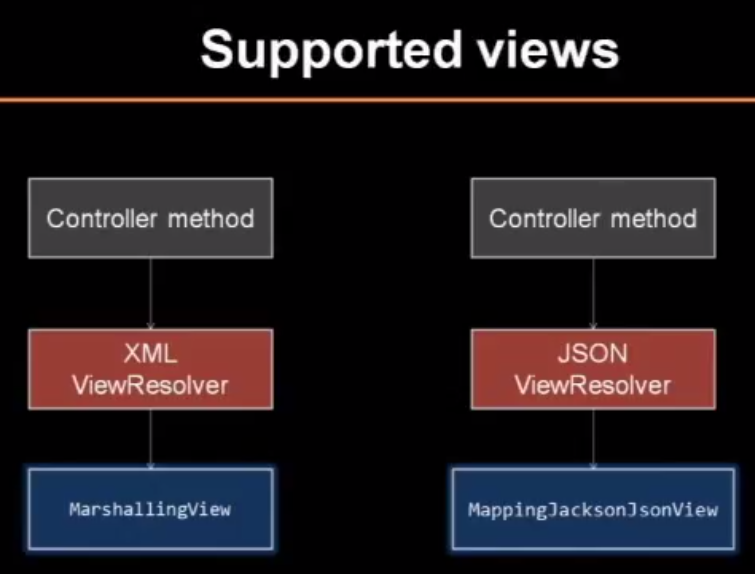 Supported views
Controller method
XML
ViewResolver
MarshallingView
Controller method
JSON
ViewResolver
MappingJacksonJsonView